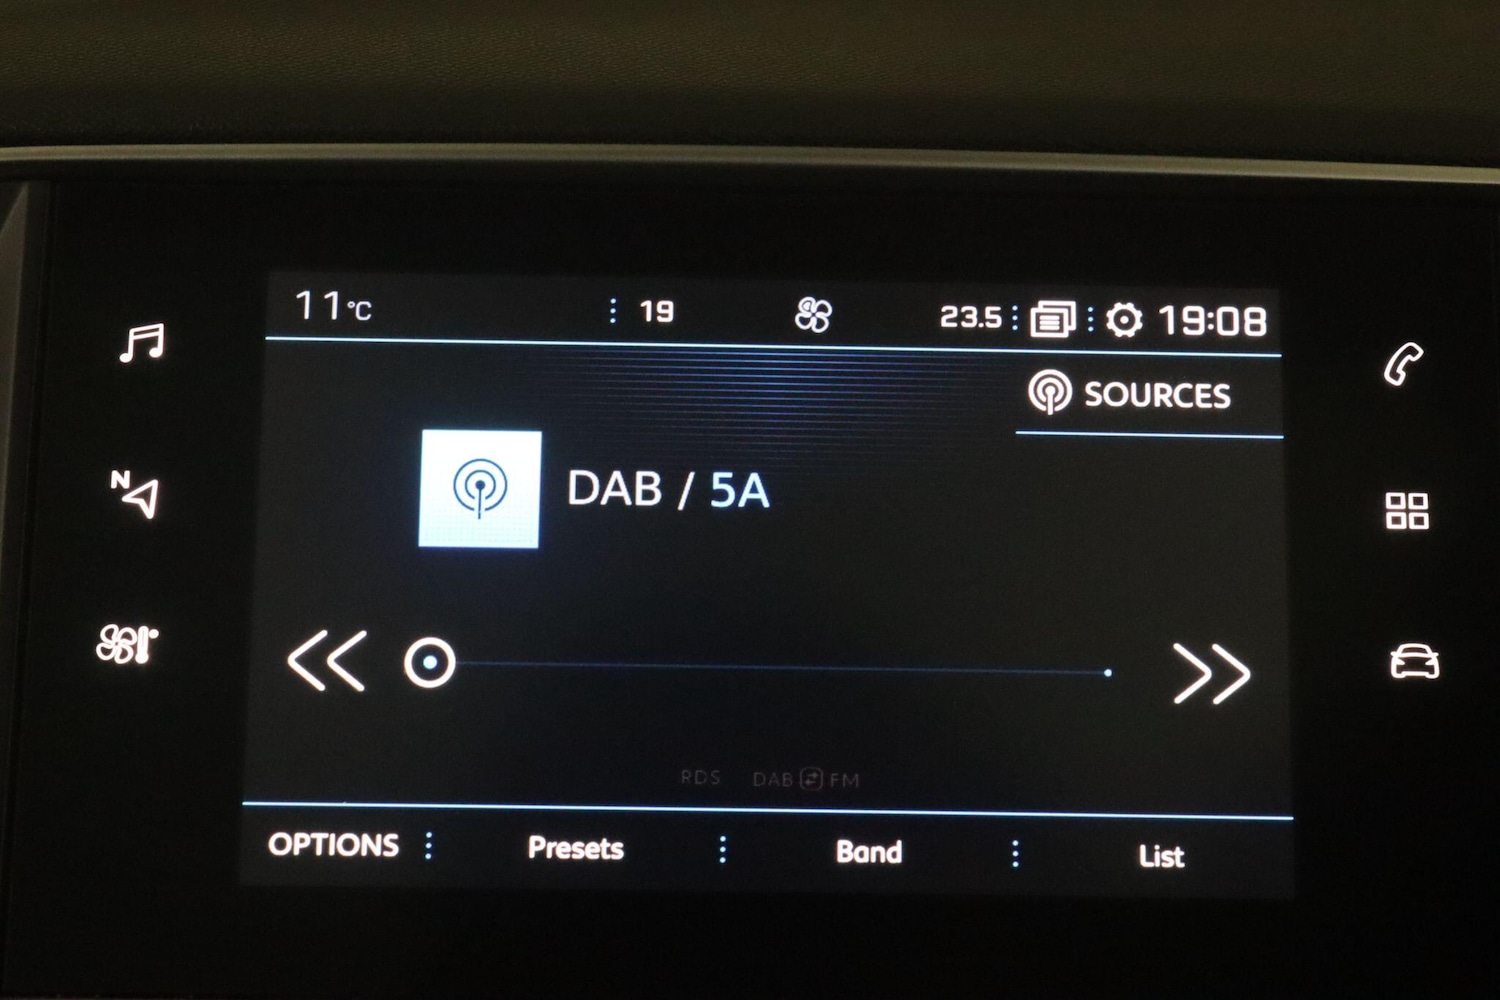 11°C 19 23.5 19:08
SOURCES
DAB / 5A
N
RDS DAB FM
OPTIONS Presets Band List